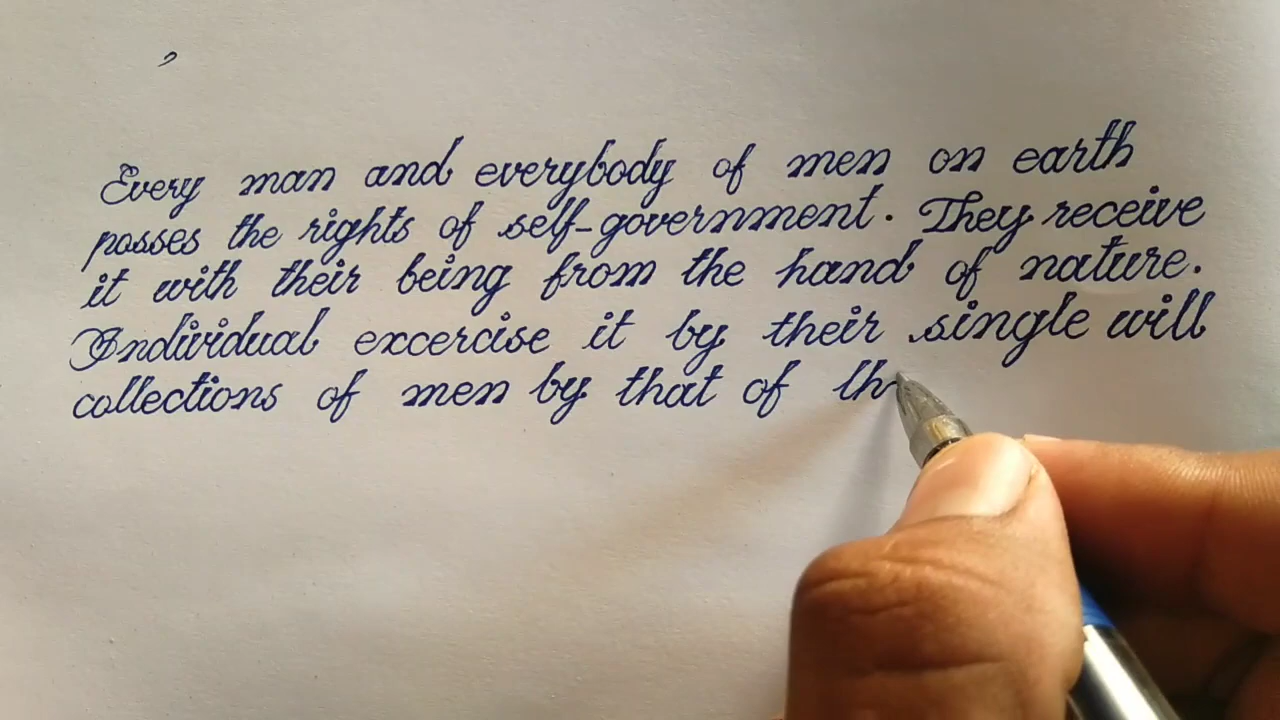 Every man and everybody of men on earth
posses the rights of self-government. They receive
it with their being from the hand of nature.
Individual excercise it by their single will
collections of men by that of th